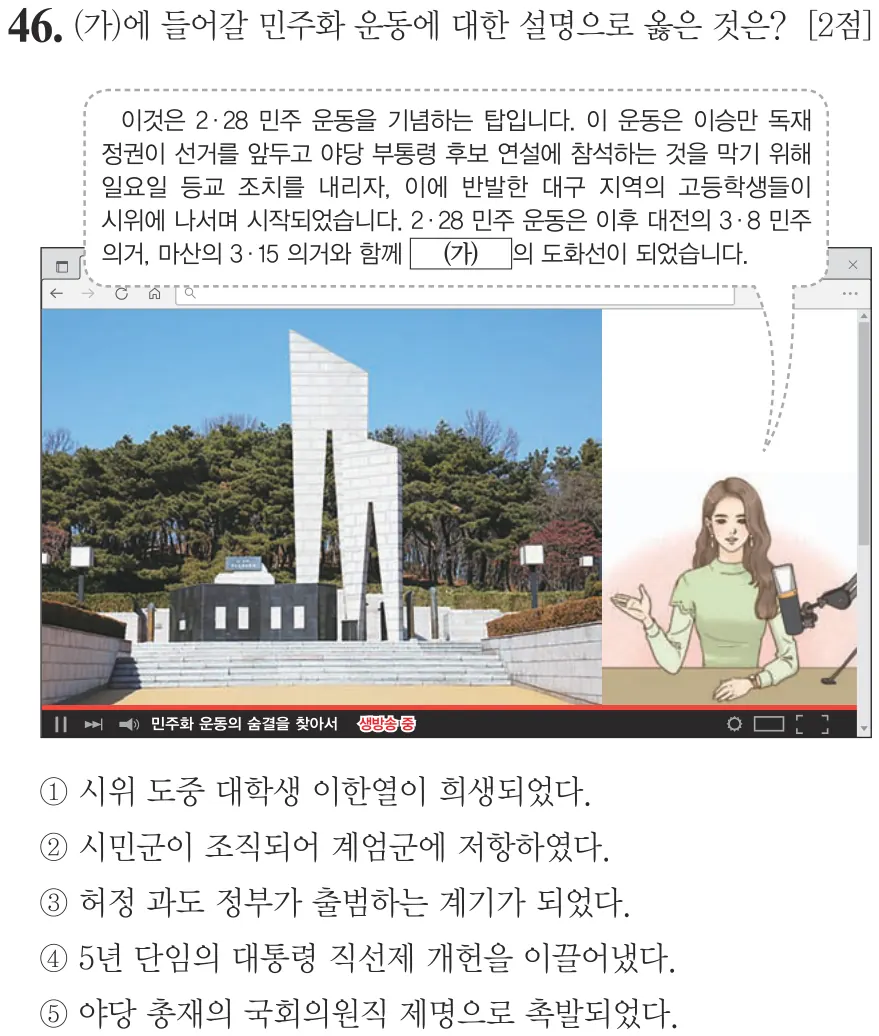 46. (가)에 들어갈 민주화 운동에 대한 설명으로 옳은 것은? [2점]
이것은 2·28 민주 운동을 기념하는 탑입니다. 이 운동은 이승만 독재
정권이 선거를 앞두고 야당 부통령 후보 연설에 참석하는 것을 막기 위해
일요일 등교 조치를 내리자, 이에 반발한 대구 지역의 고등학생들이
시위에 나서며 시작되었습니다. 2·28 민주 운동은 이후 대전의 3·8 민주
의거, 마산의 3·15 의거와 함께 (가) 의 도화선이 되었습니다.
민주화 운동의 숨결을 찾아서 생방송 중
① 시위 도중 대학생 이한열이 희생되었다.
② 시민군이 조직되어 계엄군에 저항하였다.
③ 허정 과도 정부가 출범하는 계기가 되었다.
④ 5년 단임의 대통령 직선제 개헌을 이끌어냈다.
⑤ 야당 총재의 국회의원직 제명으로 촉발되었다.